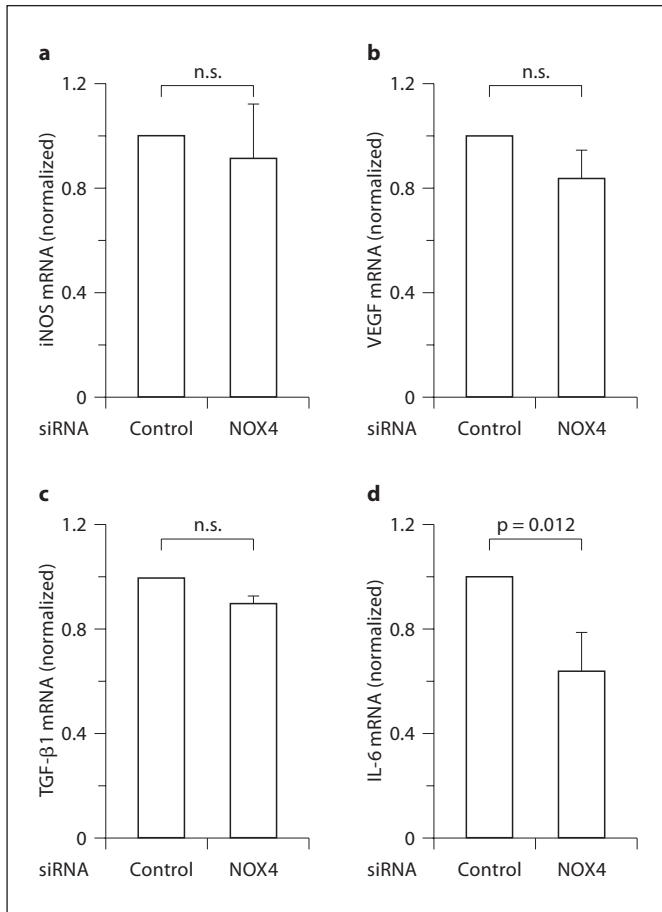 a
n.s.
1.2
0.8
0.4
0
iNOS mRNA (normalized)
siRNA Control NOX4
b
n.s.
1.2
0.8
0.4
0
VEGF mRNA (normalized)
siRNA Control NOX4
c
n.s.
1.2
0.8
0.4
0
TGF-β1 mRNA (normalized)
siRNA Control NOX4
d
p = 0.012
1.2
0.8
0.4
0
IL-6 mRNA (normalized)
siRNA Control NOX4